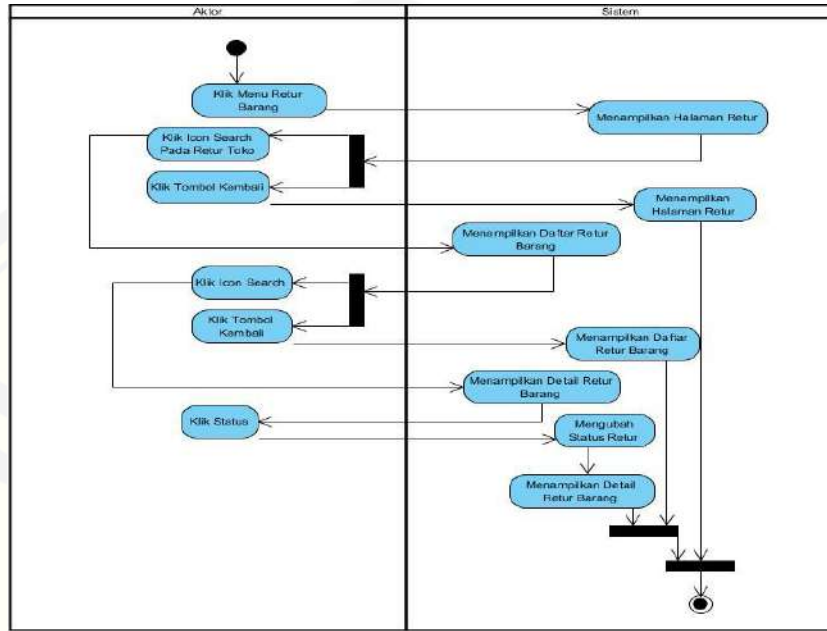 Aktor
Sistem
Klik Menu Retur
Barang
Menampilkan Halaman Retur
Klik Icon Search
Pada Retur Toko
Klik Tombol Kembali
Menampilkan
Halaman Retur
Menampilkan Daftar Retur
Barang
Klik Icon Search
Klik Tombol
Kembali
Menampilkan Daftar
Retur Barang
Menampilkan Detail Retur
Barang
Klik Status
Mengubah
Status Retur
Menampilkan Detail
Retur Barang